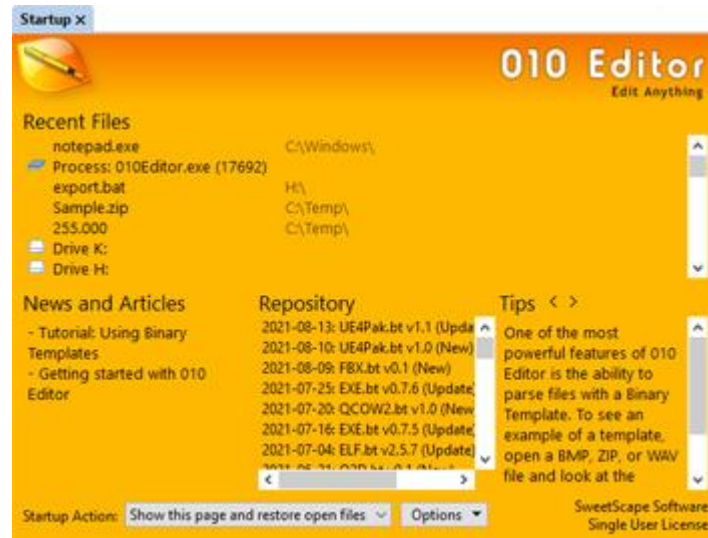 Startup ×
010 Editor
Edit Anything
Recent Files
notepad.exe C:\Windows\
Process: 010Editor.exe (17692)
export.bat H:\
Sample.zip C:\Temp\
255.000 C:\Temp\
Drive K:
Drive H:
News and Articles
- Tutorial: Using Binary
Templates
- Getting started with 010
Editor
Repository
2021-08-13: UE4Pak.bt v1.1 (Upda
2021-08-10: UE4Pak.bt v1.0 (New)
2021-08-09: FBX.bt v0.1 (New)
2021-07-25: EXE.bt v0.7.6 (Update)
2021-07-20: QCOW2.bt v1.0 (New
2021-07-16: EXE.bt v0.7.5 (Update)
2021-07-04: ELF.bt v2.5.7 (Update)
Tips < >
One of the most
powerful features of 010
Editor is the ability to
parse files with a Binary
Template. To see an
example of a template,
open a BMP, ZIP, or WAV
file and look at the
Startup Action: Show this page and restore open files Options
SweetScape Software
Single User License